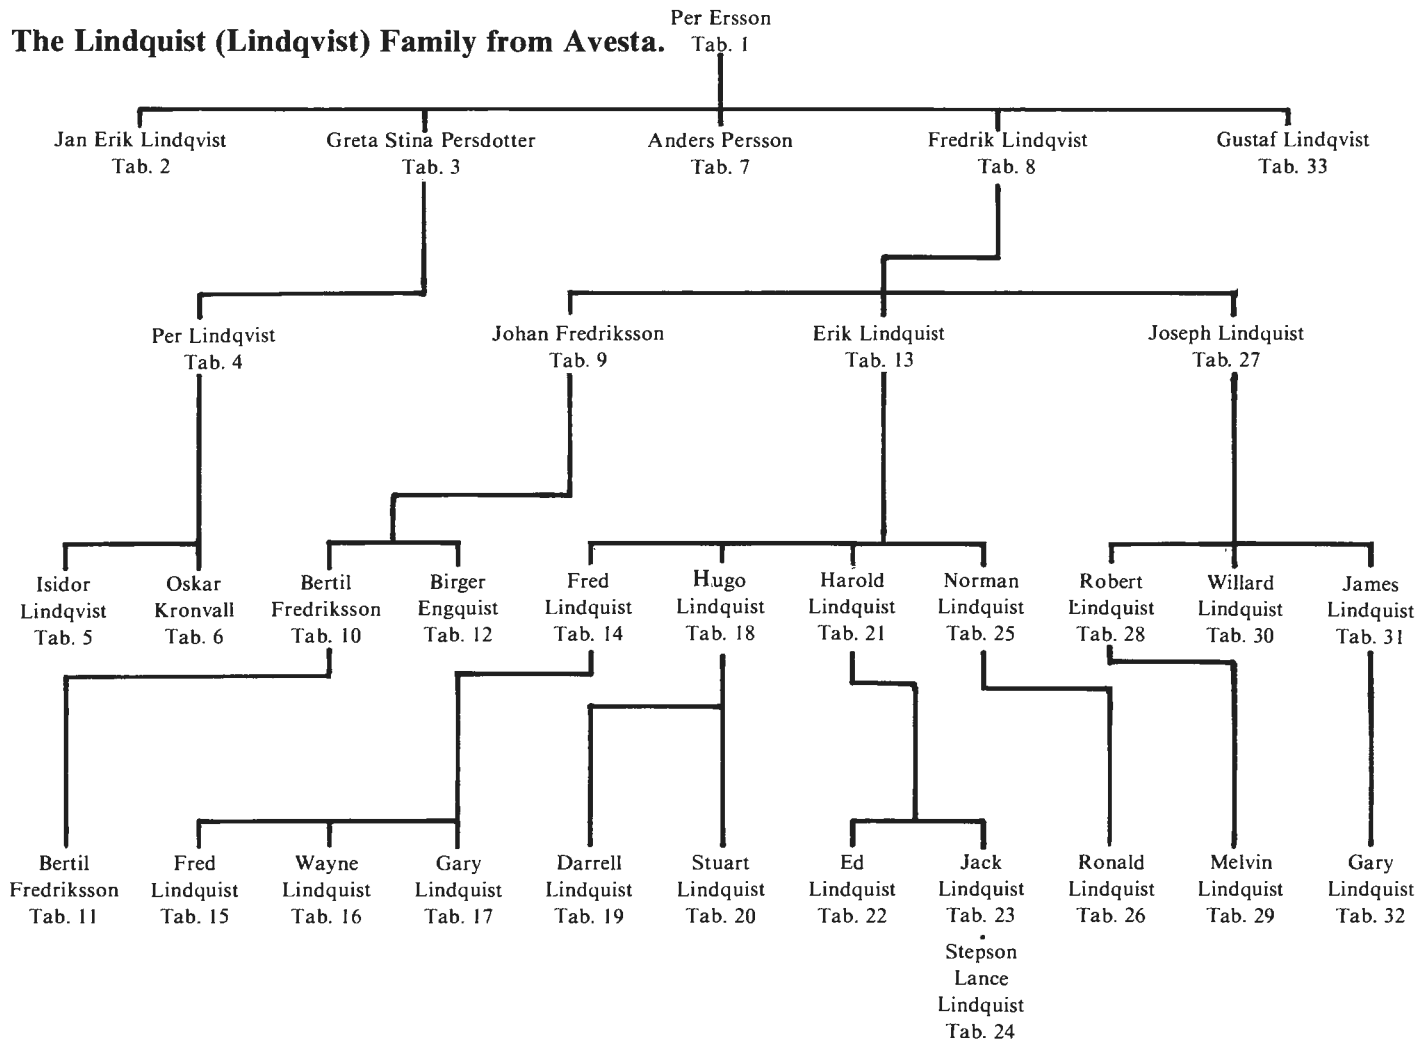 Per Ersson
The Lindquist (Lindqvist) Family from Avesta. Tab. 1
Jan Erik Lindqvist
Tab. 2
Greta Stina Persdotter
Tab. 3
Anders Persson
Tab. 7
Fredrik Lindqvist
Tab. 8
Gustaf Lindqvist
Tab. 33
Per Lindqvist
Tab. 4
Johan Fredriksson
Tab. 9
Erik Lindquist
Tab. 13
Joseph Lindquist
Tab. 27
Isidor
Lindqvist
Tab. 5
Oskar
Kronvall
Tab. 6
Bertil
Fredriksson
Tab. 10
Birger
Engquist
Tab. 12
Fred
Lindquist
Tab. 14
Hugo
Lindquist
Tab. 18
Harold
Lindquist
Tab. 21
Norman
Lindquist
Tab. 25
Robert
Lindquist
Tab. 28
Willard
Lindquist
Tab. 30
James
Lindquist
Tab. 31
Bertil
Fredriksson
Tab. 11
Fred
Lindquist
Tab. 15
Wayne
Lindquist
Tab. 16
Gary
Lindquist
Tab. 17
Darrell
Lindquist
Tab. 19
Stuart
Lindquist
Tab. 20
Ed
Lindquist
Tab. 22
Jack
Lindquist
Tab. 23
Stepson
Lance
Lindquist
Tab. 24
Ronald
Lindquist
Tab. 26
Melvin
Lindquist
Tab. 29
Gary
Lindquist
Tab. 32